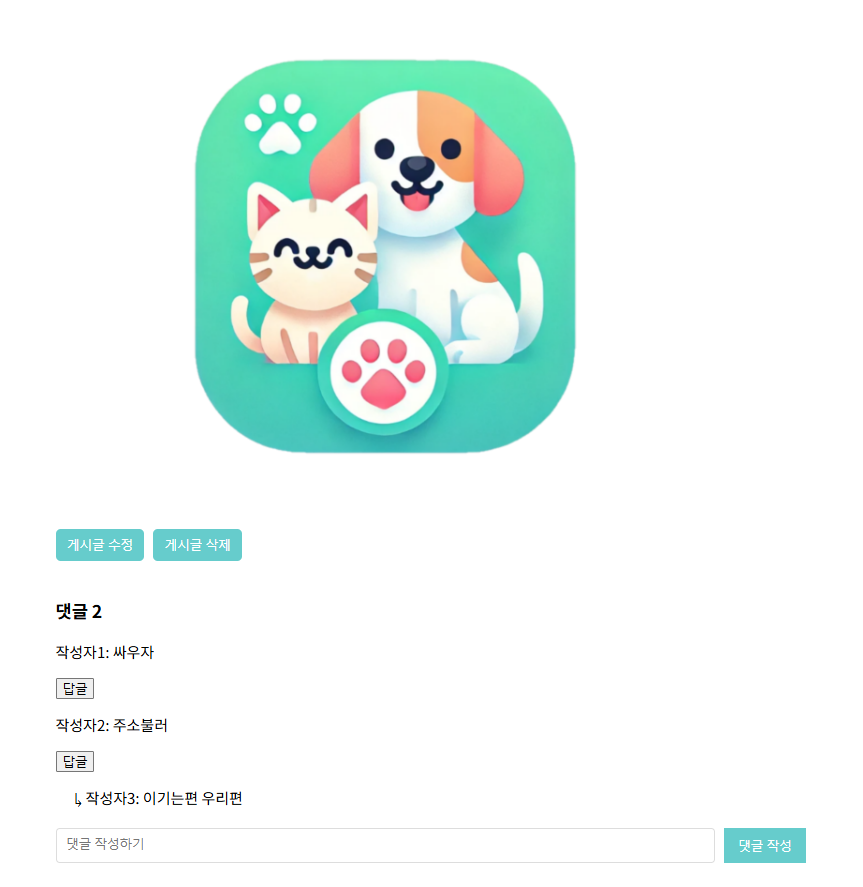 게시글 수정 게시글 삭제
댓글 2
작성자1: 싸우자
답글
작성자2: 주소불러
답글
↳ 작성자3: 이기는편 우리편
댓글 작성하기 댓글 작성